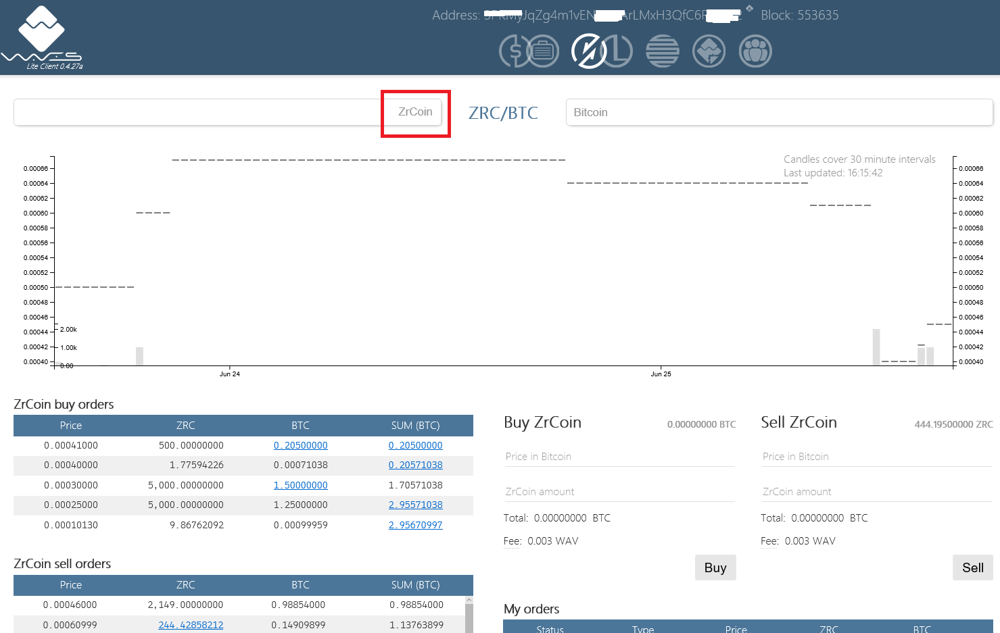 Address: JqZg4m1vEN ArLMxH3QfC6 Block: 553635
WAVES
Lite Client 0.4.27a
ZrCoin ZRC/BTC Bitcoin
Candles cover 30 minute intervals
Last updated: 16:15:42
0.00066 0.00066
0.00064 0.00064
0.00062 0.00062
0.00060 0.00060
0.00058 0.00058
0.00056 0.00056
0.00054 0.00054
0.00052 0.00052
0.00050 0.00050
0.00048 0.00048
0.00046 0.00046
0.00044 2.00k 0.00044
0.00042 1.00k 0.00042
0.00040 0.00 0.00040
Jun 24 Jun 25
ZrCoin buy orders
Price ZRC BTC SUM (BTC)
0.00041000 500.00000000 0.20500000 0.20500000
0.00040000 1.77594226 0.00071038 0.20571038
0.00030000 5,000.00000000 1.50000000 1.70571038
0.00025000 5,000.00000000 1.25000000 2.95571038
0.00010130 9.86762092 0.00099959 2.95670997
ZrCoin sell orders
Price ZRC BTC SUM (BTC)
0.00046000 2,149.00000000 0.98854000 0.98854000
0.00060999 244.42858212 0.14909899 1.13763899
Buy ZrCoin 0.00000000 BTC
Price in Bitcoin
ZrCoin amount
Total: 0.00000000 BTC
Fee: 0.003 WAV
Buy
Sell ZrCoin 444.19500000 ZRC
Price in Bitcoin
ZrCoin amount
Total: 0.00000000 BTC
Fee: 0.003 WAV
Sell
My orders
Status Type Price ZRC BTC